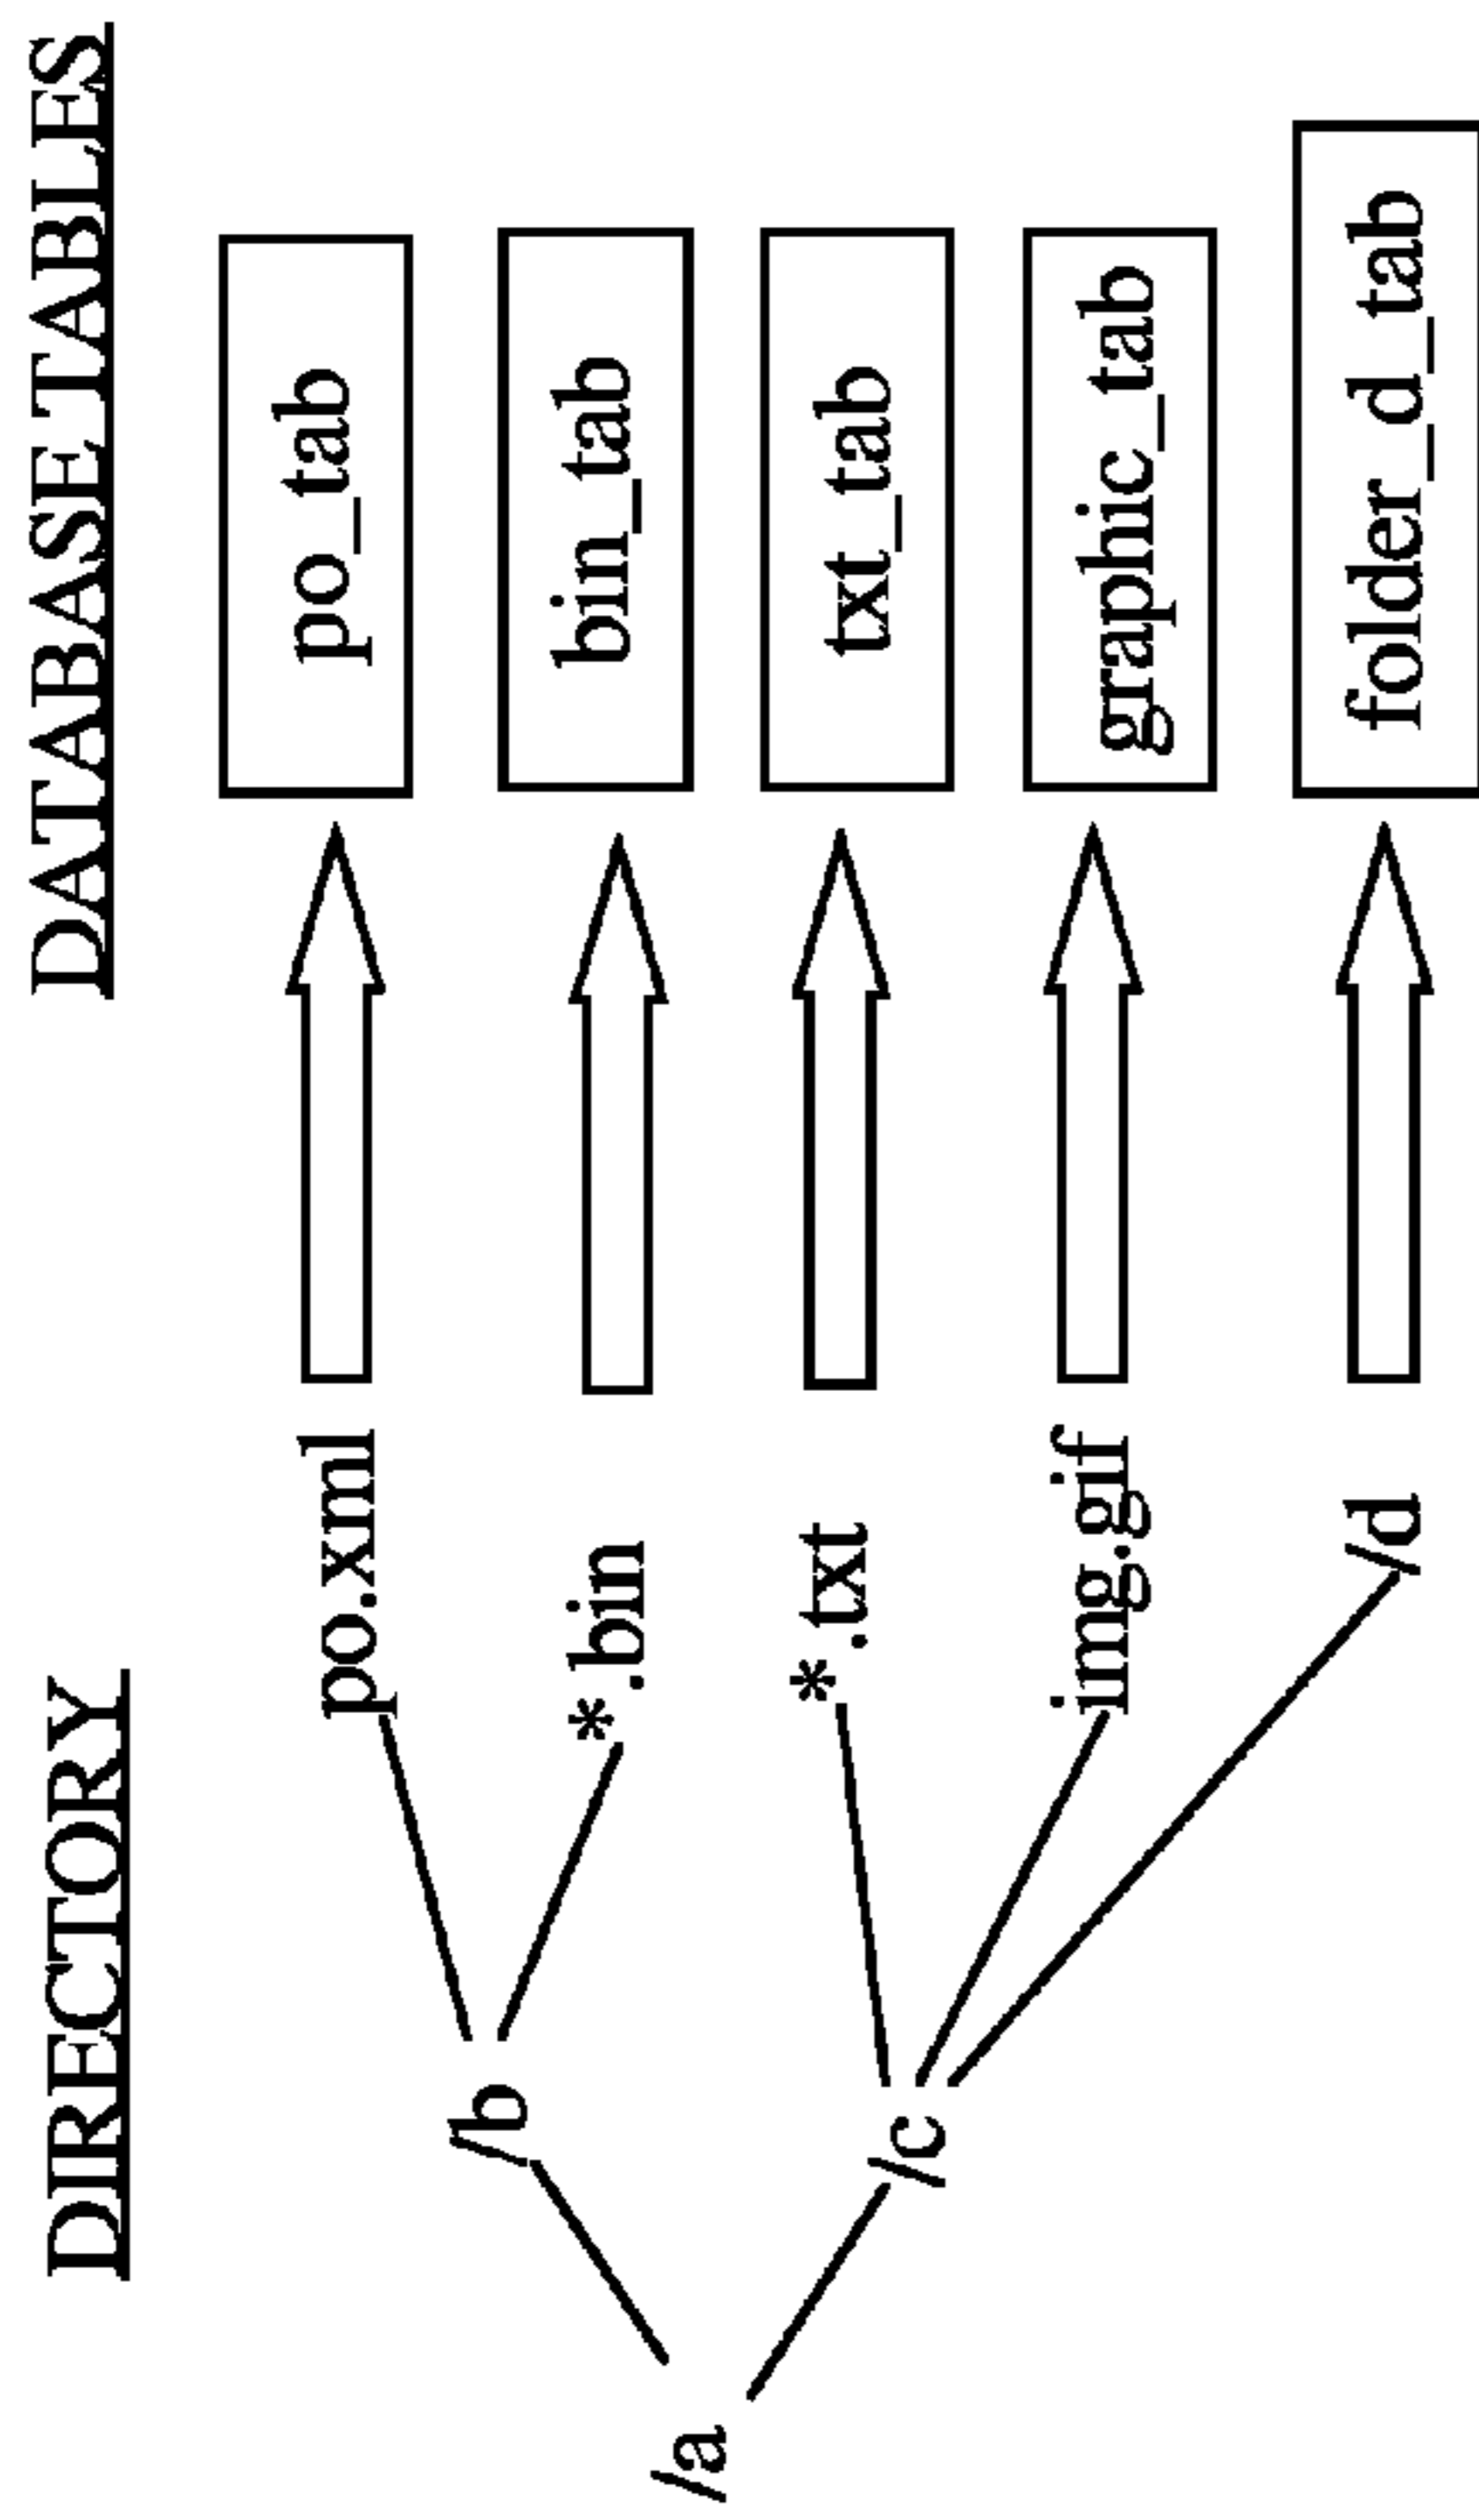 DIRECTORY
DATABASE TABLES
po.xml
po_tab
/b
*.bin
bin_tab
/a
*.txt
txt_tab
/c
img.gif
graphic_tab
/d
folder_d_tab